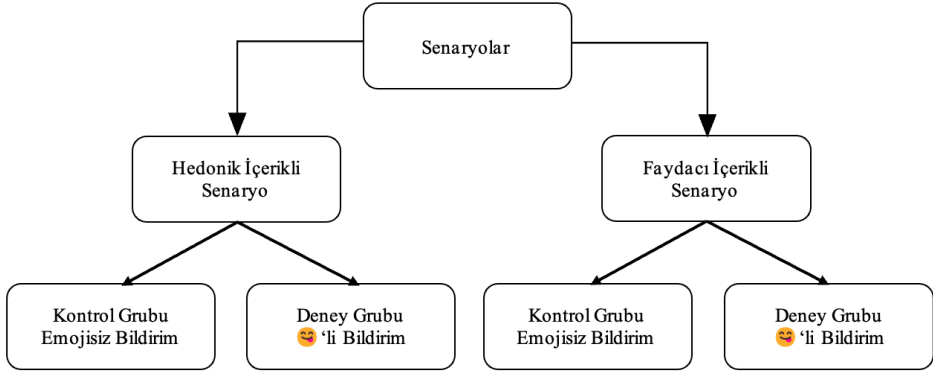 Senaryolar
Hedonik İçerikli
Senaryo
Faydacı İçerikli
Senaryo
Kontrol Grubu
Emojisiz Bildirim
Deney Grubu
😋 ‘li Bildirim
Kontrol Grubu
Emojisiz Bildirim
Deney Grubu
😋 ‘li Bildirim